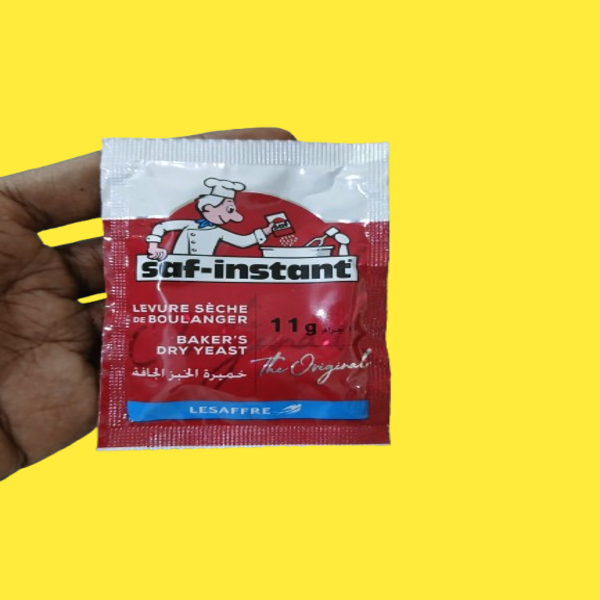 saf-instant
LEVURE SÈCHE
DE BOULANGER
11g
BAKER'S
DRY YEAST
The Original
خميرة الخبز الجافة
LESAFFRE